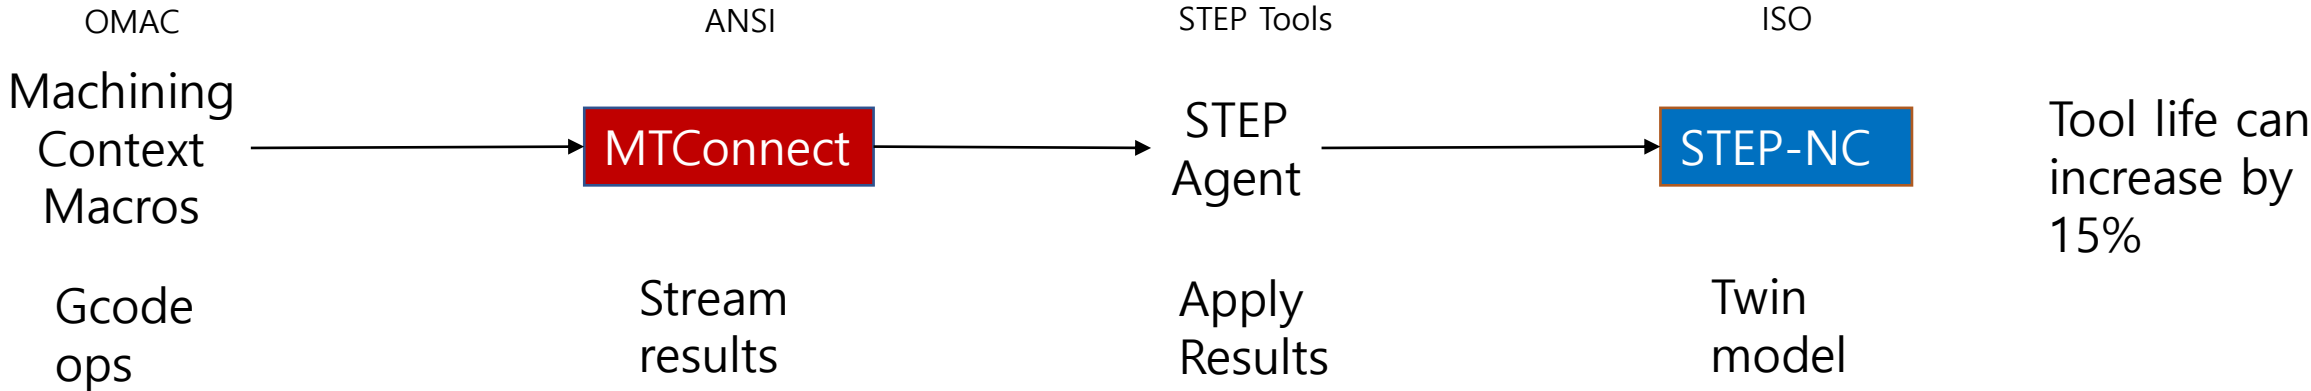 OMAC
ANSI
STEP Tools
ISO
Machining
Context
Macros
MTConnect
STEP
Agent
STEP-NC
Tool life can
increase by
15%
Gcode
ops
Stream
results
Apply
Results
Twin
model